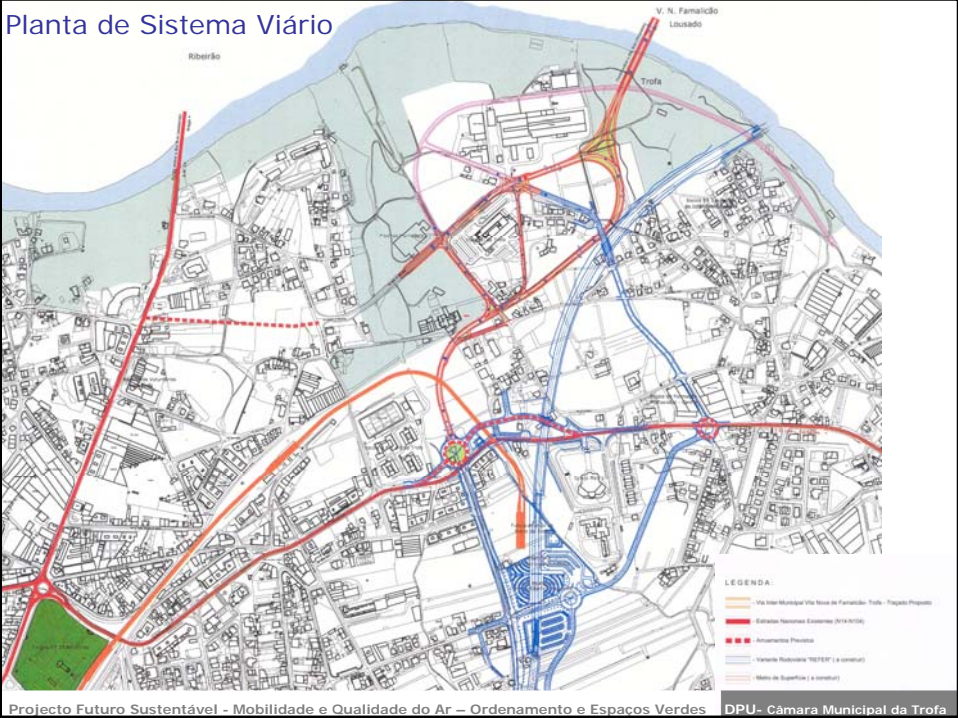 Planta de Sistema Viário
V. N. Famalicão
Lousado
Ribeirão
Trofa
LEGENDA:
- Via Inter-Municipal Vila Nova de Famalicão- Trofa - Traçado Proposto
- Estradas Nacionais Existentes (N14-N104)
- Arruamentos Previstos
- Variante Rodoviária "REFER" ( a construir)
- Metro de Superfície ( a construir)
Projecto Futuro Sustentável - Mobilidade e Qualidade do Ar – Ordenamento e Espaços Verdes
DPU- Câmara Municipal da Trofa